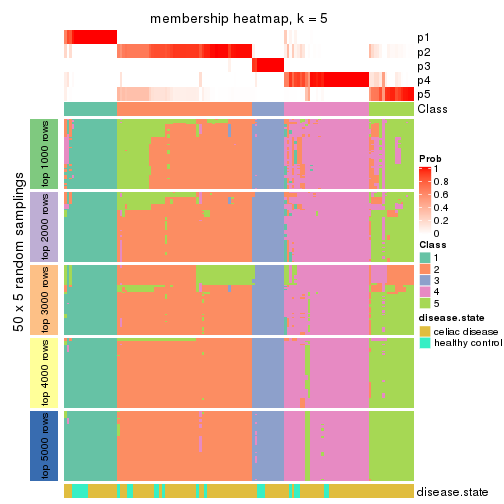 membership heatmap, k = 5
p1
p2
p3
p4
p5
Class
50 x 5 random samplings
top 1000 rows
top 2000 rows
top 3000 rows
top 4000 rows
top 5000 rows
Prob
1
0.8
0.6
0.4
0.2
0
Class
1
2
3
4
5
disease.state
celiac disease
healthy control
disease.state